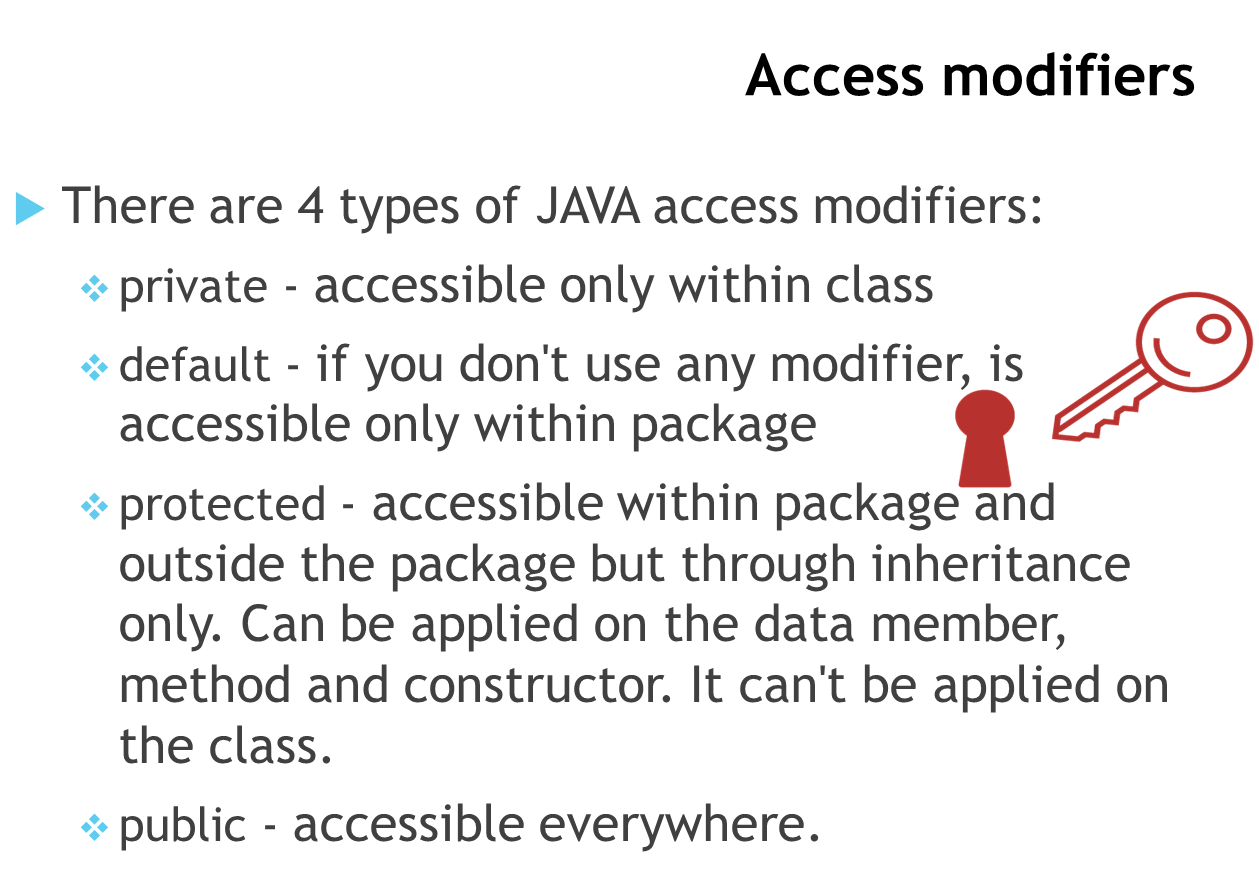 Access modifiers
There are 4 types of JAVA access modifiers:
private - accessible only within class
default - if you don't use any modifier, is
accessible only within package
protected - accessible within package and
outside the package but through inheritance
only. Can be applied on the data member,
method and constructor. It can't be applied on
the class.
public - accessible everywhere.